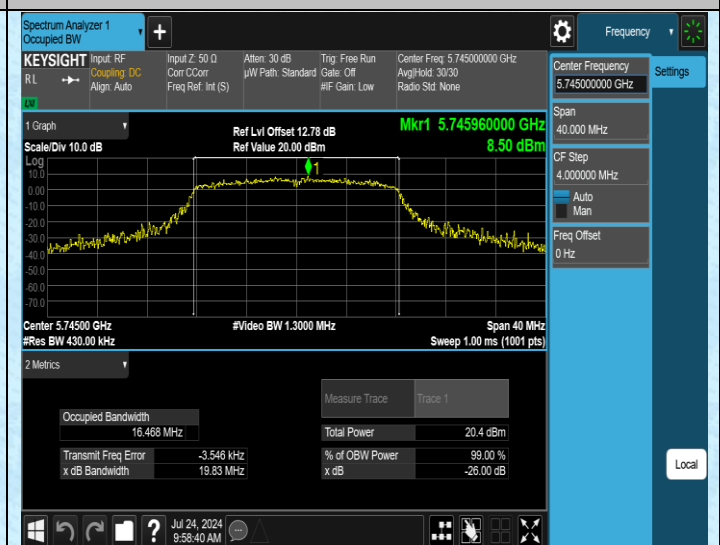 Spectrum Analyzer 1
Occupied BW
+
Frequency
KEYSIGHT
RL
LXI
Input: RF
Coupling: DC
Align: Auto
Input Z: 50 Ω
Corr CCorr
Freq Ref: Int (S)
Atten: 30 dB
µW Path: Standard
Trig: Free Run
Gate: Off
#IF Gain: Low
Center Freq: 5.745000000 GHz
Avg|Hold: 30/30
Radio Std: None
Center Frequency
5.745000000 GHz
Settings
Span
40.000 MHz
CF Step
4.000000 MHz
Auto
Man
Freq Offset
0 Hz
1 Graph
Scale/Div 10.0 dB
Ref Lvl Offset 12.78 dB
Ref Value 20.00 dBm
Mkr1 5.745960000 GHz
8.50 dBm
Log
10.0
0.00
-10.0
-20.0
-30.0
-40.0
-50.0
-60.0
-70.0
1
Center 5.74500 GHz
#Res BW 430.00 kHz
#Video BW 1.3000 MHz
Span 40 MHz
Sweep 1.00 ms (1001 pts)
2 Metrics
Measure Trace
Trace 1
Occupied Bandwidth
16.468 MHz
Total Power
20.4 dBm
Transmit Freq Error
-3.546 kHz
% of OBW Power
99.00 %
x dB Bandwidth
19.83 MHz
x dB
-26.00 dB
Local
?
Jul 24, 2024
9:58:40 AM